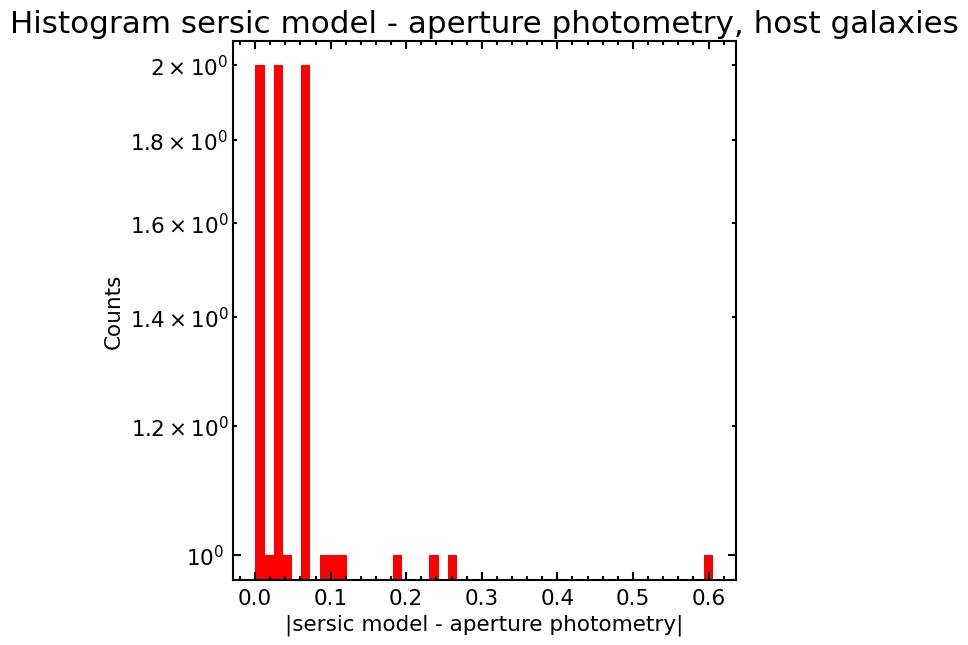 Histogram sersic model - aperture photometry, host galaxies
2 × 10⁰
1.8 × 10⁰
1.6 × 10⁰
1.4 × 10⁰
1.2 × 10⁰
10⁰
Counts
0.0 0.1 0.2 0.3 0.4 0.5 0.6
|sersic model - aperture photometry|